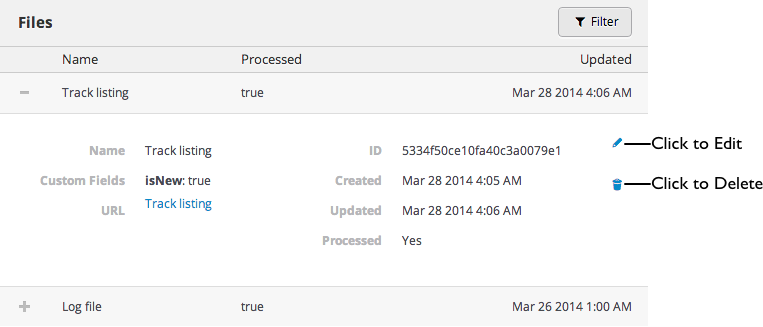 Files
Filter
Name Processed Updated
Track listing true Mar 28 2014 4:06 AM
Name Track listing ID 5334f50ce10fa40c3a0079e1 Click to Edit
Custom Fields isNew: true Created Mar 28 2014 4:05 AM Click to Delete
URL Track listing Updated Mar 28 2014 4:06 AM
Processed Yes
Log file true Mar 26 2014 1:00 AM